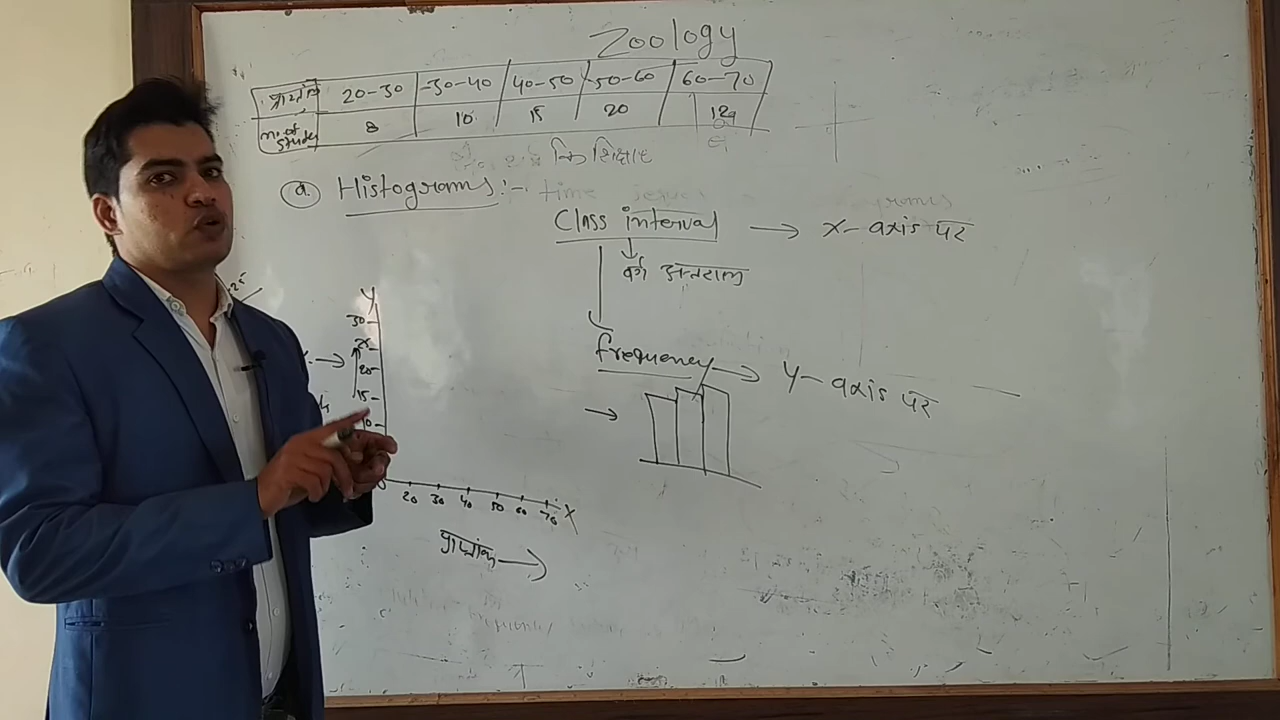 Zoology
प्राप्तांक 20-30 30-40 40-50 50-60 60-70
no. of studen 8 10 15 20 12
(a) Histograms :-
Class interval → x-axis पर
वर्ग अन्तराल
frequency → y-axis पर
Y
30
25
20
15
10
20 30 40 50 60 70 X
प्राप्तांक →